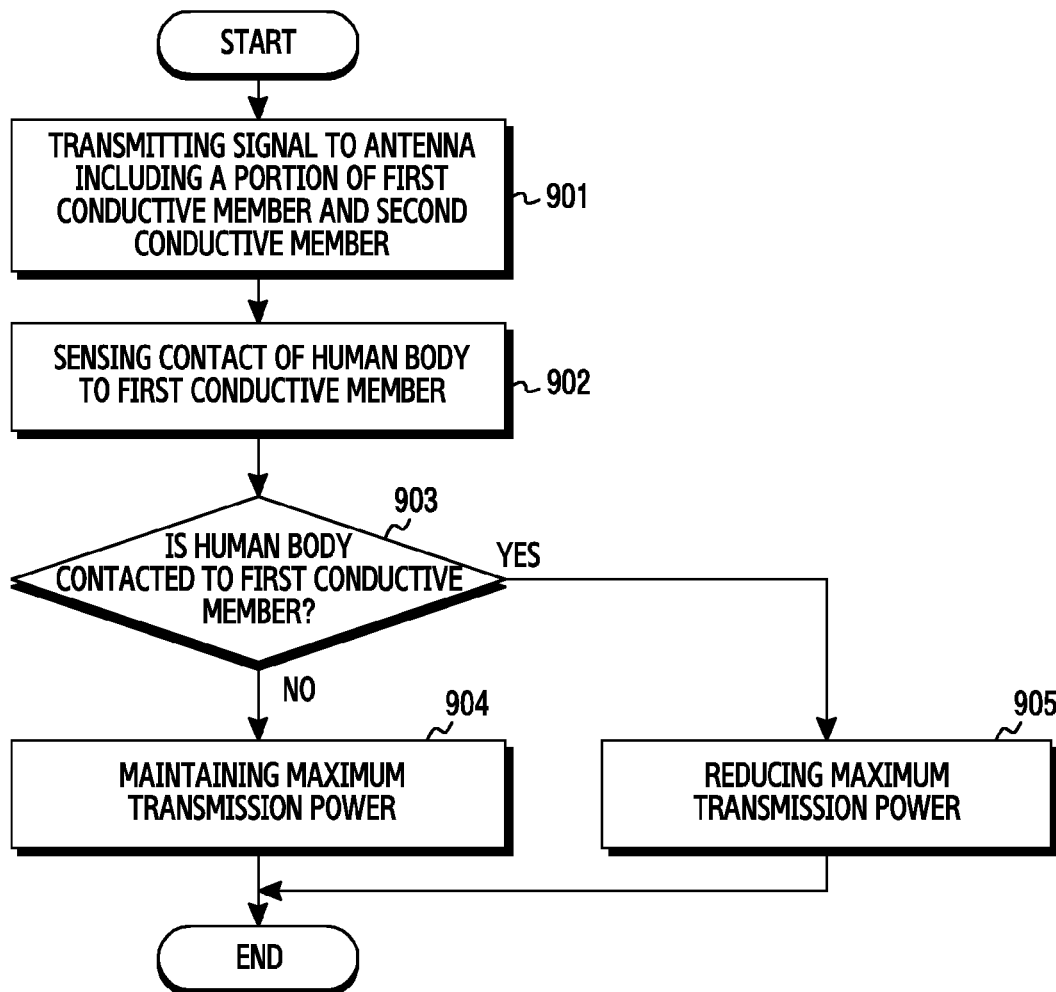 START
TRANSMITTING SIGNAL TO ANTENNA
INCLUDING A PORTION OF FIRST
CONDUCTIVE MEMBER AND SECOND
CONDUCTIVE MEMBER
901
SENSING CONTACT OF HUMAN BODY
TO FIRST CONDUCTIVE MEMBER
902
903
IS HUMAN BODY
CONTACTED TO FIRST CONDUCTIVE
MEMBER?
YES
NO
904
MAINTAINING MAXIMUM
TRANSMISSION POWER
905
REDUCING MAXIMUM
TRANSMISSION POWER
END